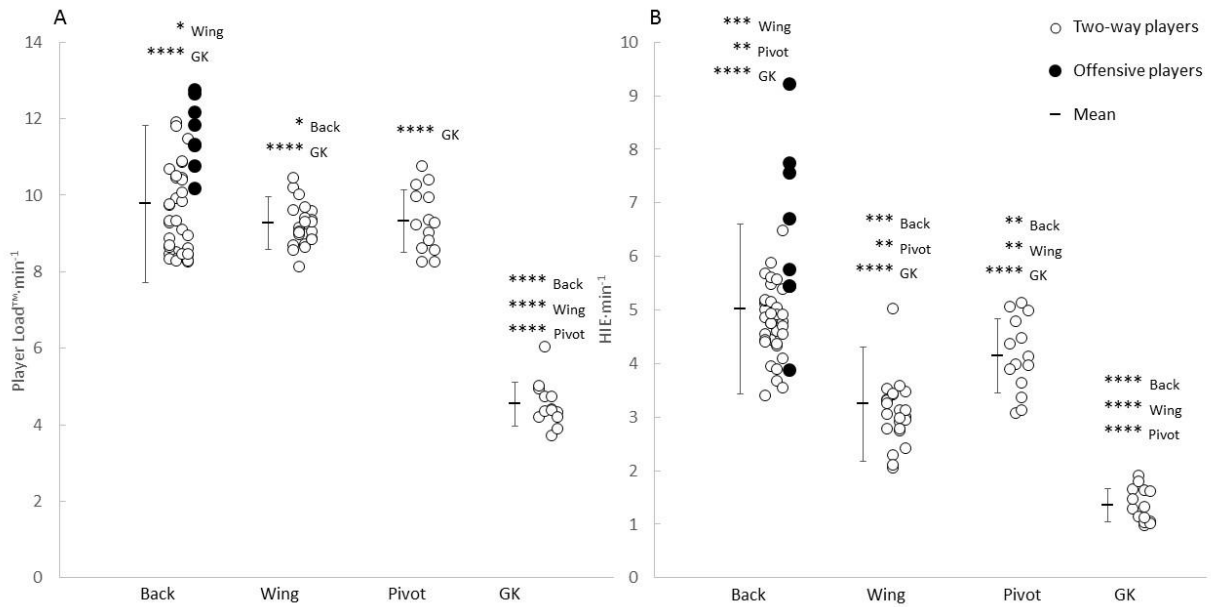 A
* Wing
**** GK
14
12
10
8
6
4
2
0
Player Load™·min-1
* Back
**** GK
**** GK
**** Back
**** Wing
**** Pivot
Back Wing Pivot GK
B
*** Wing
** Pivot
**** GK
10
9
8
7
6
5
4
3
2
1
0
HIE·min-1
*** Back
** Pivot
**** GK
** Back
** Wing
**** GK
**** Back
**** Wing
**** Pivot
Back Wing Pivot GK
Two-way players
Offensive players
Mean